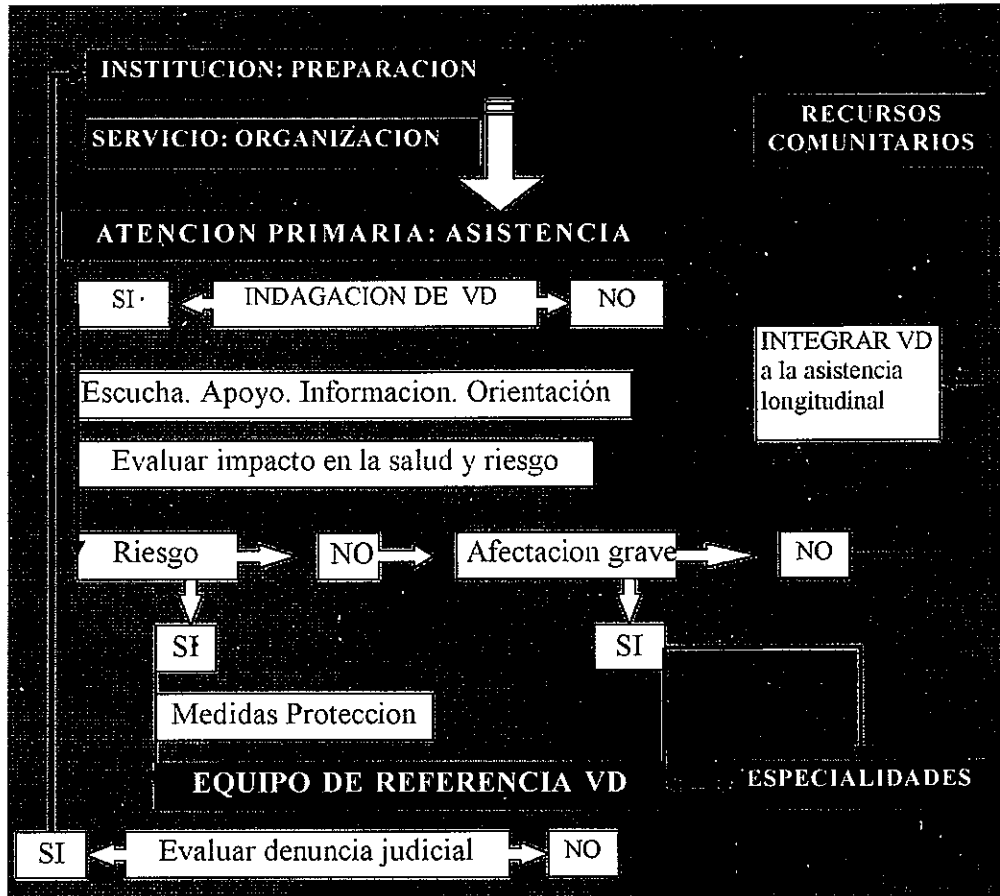 INSTITUCION: PREPARACION
SERVICIO: ORGANIZACION
RECURSOS
COMUNITARIOS
ATENCION PRIMARIA: ASISTENCIA
SI
INDAGACION DE VD
NO
INTEGRAR VD
a la asistencia
longitudinal
Escucha. Apoyo. Informacion. Orientación
Evaluar impacto en la salud y riesgo
Riesgo
NO
Afectacion grave
NO
SI
SI
Medidas Proteccion
EQUIPO DE REFERENCIA VD
ESPECIALIDADES
SI
Evaluar denuncia judicial
NO